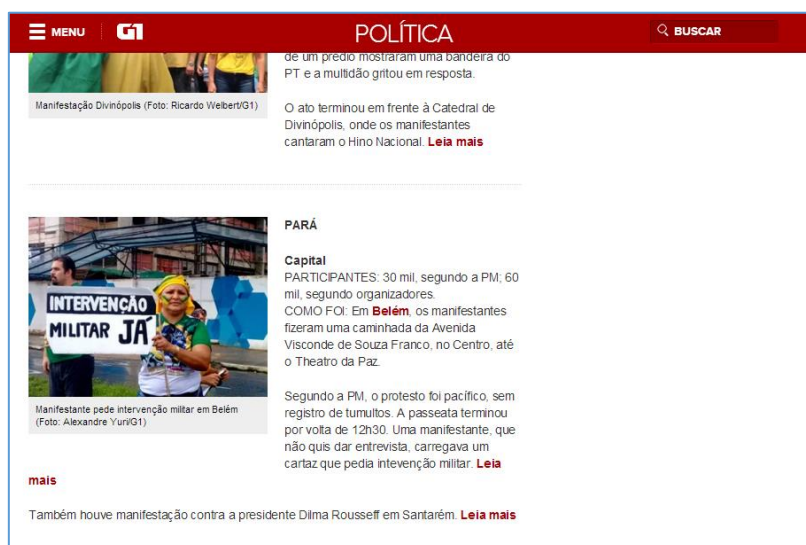 MENU G1 POLÍTICA BUSCAR
de um prédio mostraram uma bandeira do
PT e a multidão gritou em resposta.
Manifestação Divinópolis (Foto: Ricardo Welbert/G1)
O ato terminou em frente à Catedral de
Divinópolis, onde os manifestantes
cantaram o Hino Nacional. Leia mais
INTERVENÇÃO
MILITAR JÁ
Manifestante pede intervenção militar em Belém
(Foto: Alexandre Yuri/G1)
PARÁ
Capital
PARTICIPANTES: 30 mil, segundo a PM; 60
mil, segundo organizadores.
COMO FOI: Em Belém, os manifestantes
fizeram uma caminhada da Avenida
Visconde de Souza Franco, no Centro, até
o Theatro da Paz.
Segundo a PM, o protesto foi pacífico, sem
registro de tumultos. A passeata terminou
por volta de 12h30. Uma manifestante, que
não quis dar entrevista, carregava um
cartaz que pedia intevenção militar. Leia
mais
Também houve manifestação contra a presidente Dilma Rousseff em Santarém. Leia mais